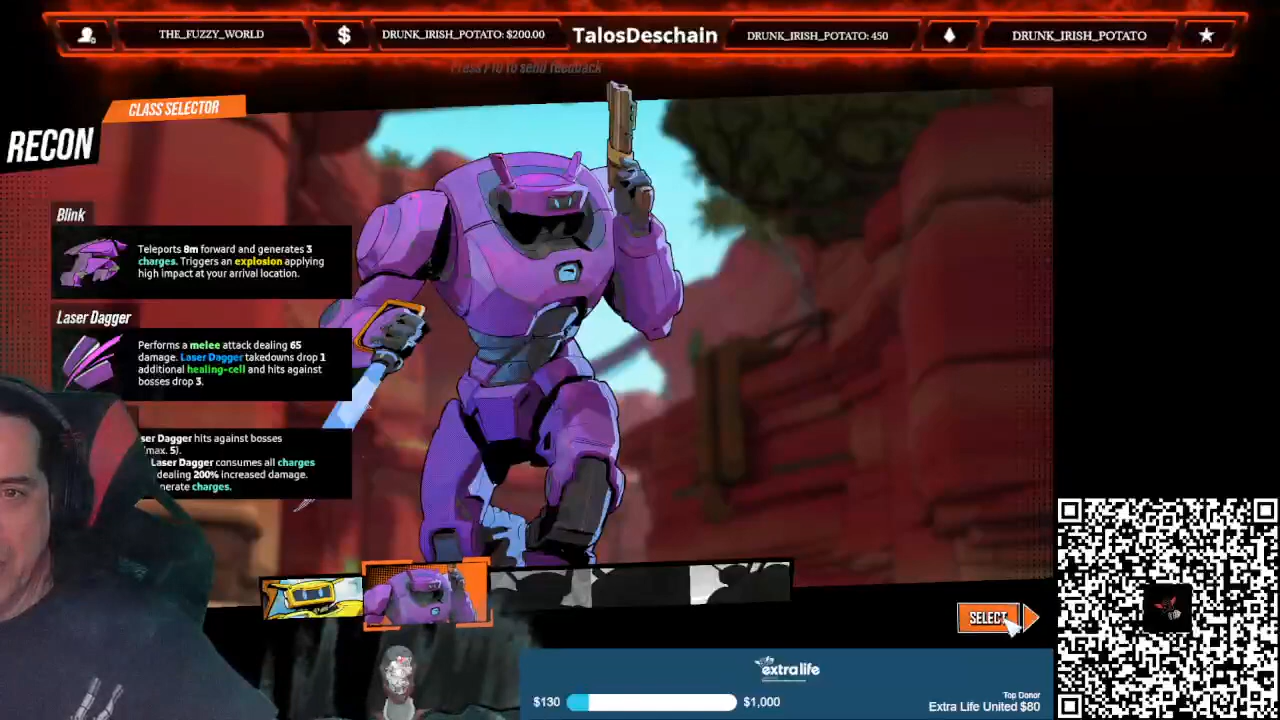 THE_FUZZY_WORLD
$
DRUNK_IRISH_POTATO: $200.00
TalosDeschain
DRUNK_IRISH_POTATO: 450
DRUNK_IRISH_POTATO
Press F10 to send feedback
CLASS SELECTOR
RECON
Blink
Teleports 8m forward and generates 3
charges. Triggers an explosion applying
high impact at your arrival location.
Laser Dagger
Performs a melee attack dealing 65
damage. Laser Dagger takedowns drop 1
additional healing-cell and hits against
bosses drop 3.
ser Dagger hits against bosses
(max. 5).
Laser Dagger consumes all charges
dealing 200% increased damage.
nerate charges.
SELECT
extralife
$130
$1,000
Top Donor
Extra Life United $80